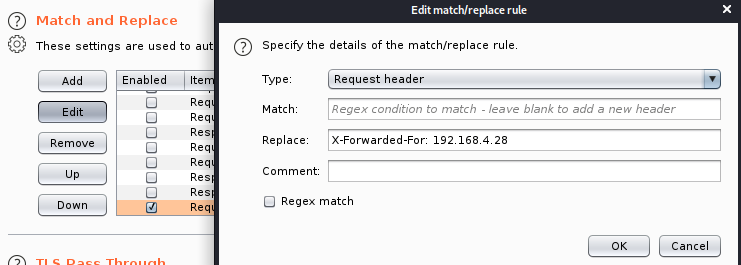 Match and Replace
These settings are used to aut
Add
Edit
Remove
Up
Down
Enabled Item
Requ
Requ
Resp
Requ
Resp
Resp
Requ
TLS Pass Through
Edit match/replace rule
Specify the details of the match/replace rule.
Type: Request header
Match: Regex condition to match - leave blank to add a new header
Replace: X-Forwarded-For: 192.168.4.28
Comment:
Regex match
OK Cancel